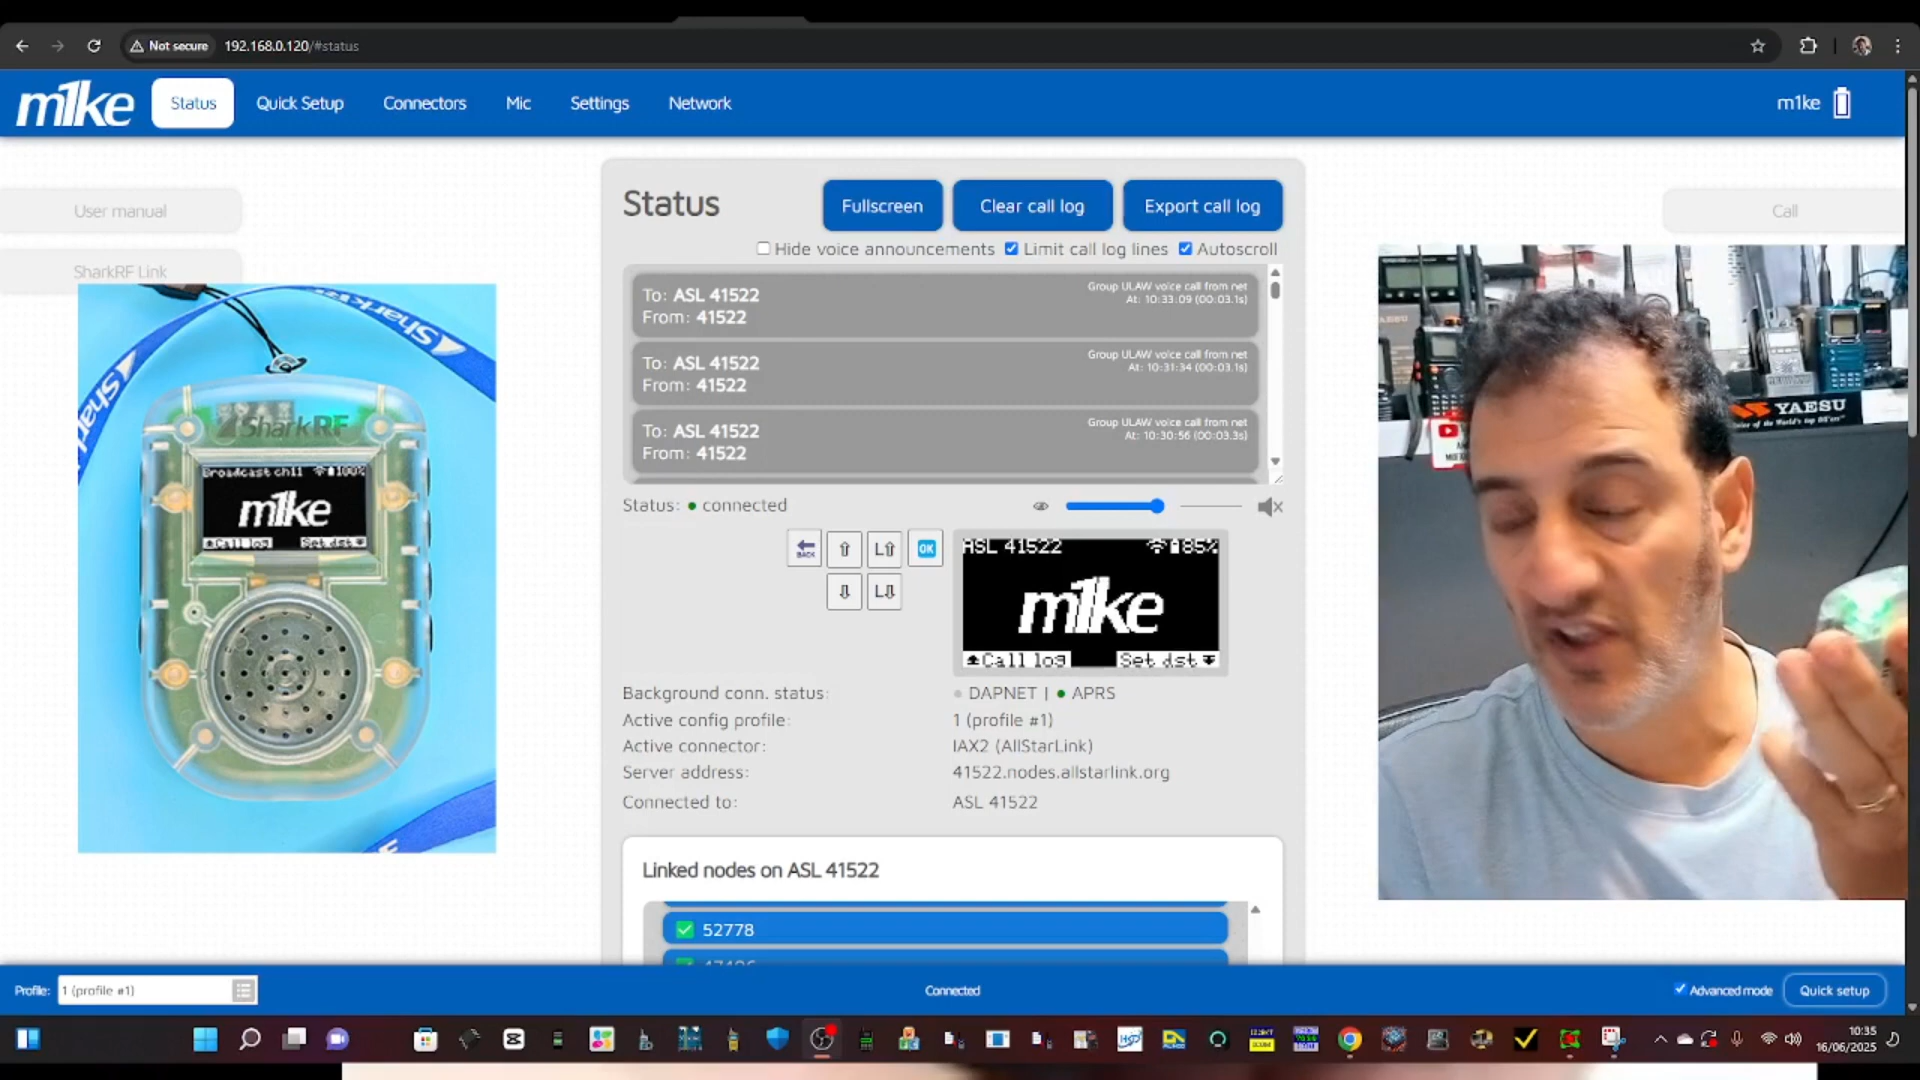 Not secure 192.168.0.120/#status
m1ke Status Quick Setup Connectors Mic Settings Network m1ke
User manual
SharkRF Link
Call
Status Fullscreen Clear call log Export call log
Hide voice announcements Limit call log lines Autoscroll
To: ASL 41522
From: 41522
Group ULAW voice call from net
At: 10:33:09 (00:03.1s)
To: ASL 41522
From: 41522
Group ULAW voice call from net
At: 10:31:34 (00:03.1s)
To: ASL 41522
From: 41522
Group ULAW voice call from net
At: 10:30:56 (00:03.3s)
Status: connected
BACK
L
OK
L
ASL 41522 85%
m1ke
Call log Set dst
Background conn. status: DAPNET | APRS
Active config profile: 1 (profile #1)
Active connector: IAX2 (AllStarLink)
Server address: 41522.nodes.allstarlink.org
Connected to: ASL 41522
Linked nodes on ASL 41522
52778
SharkRF
Broadcast ch11 100%
m1ke
Call log Set dst
YAESU
Profile: 1 (profile #1) Connected Advanced mode Quick setup
10:35
16/06/2025